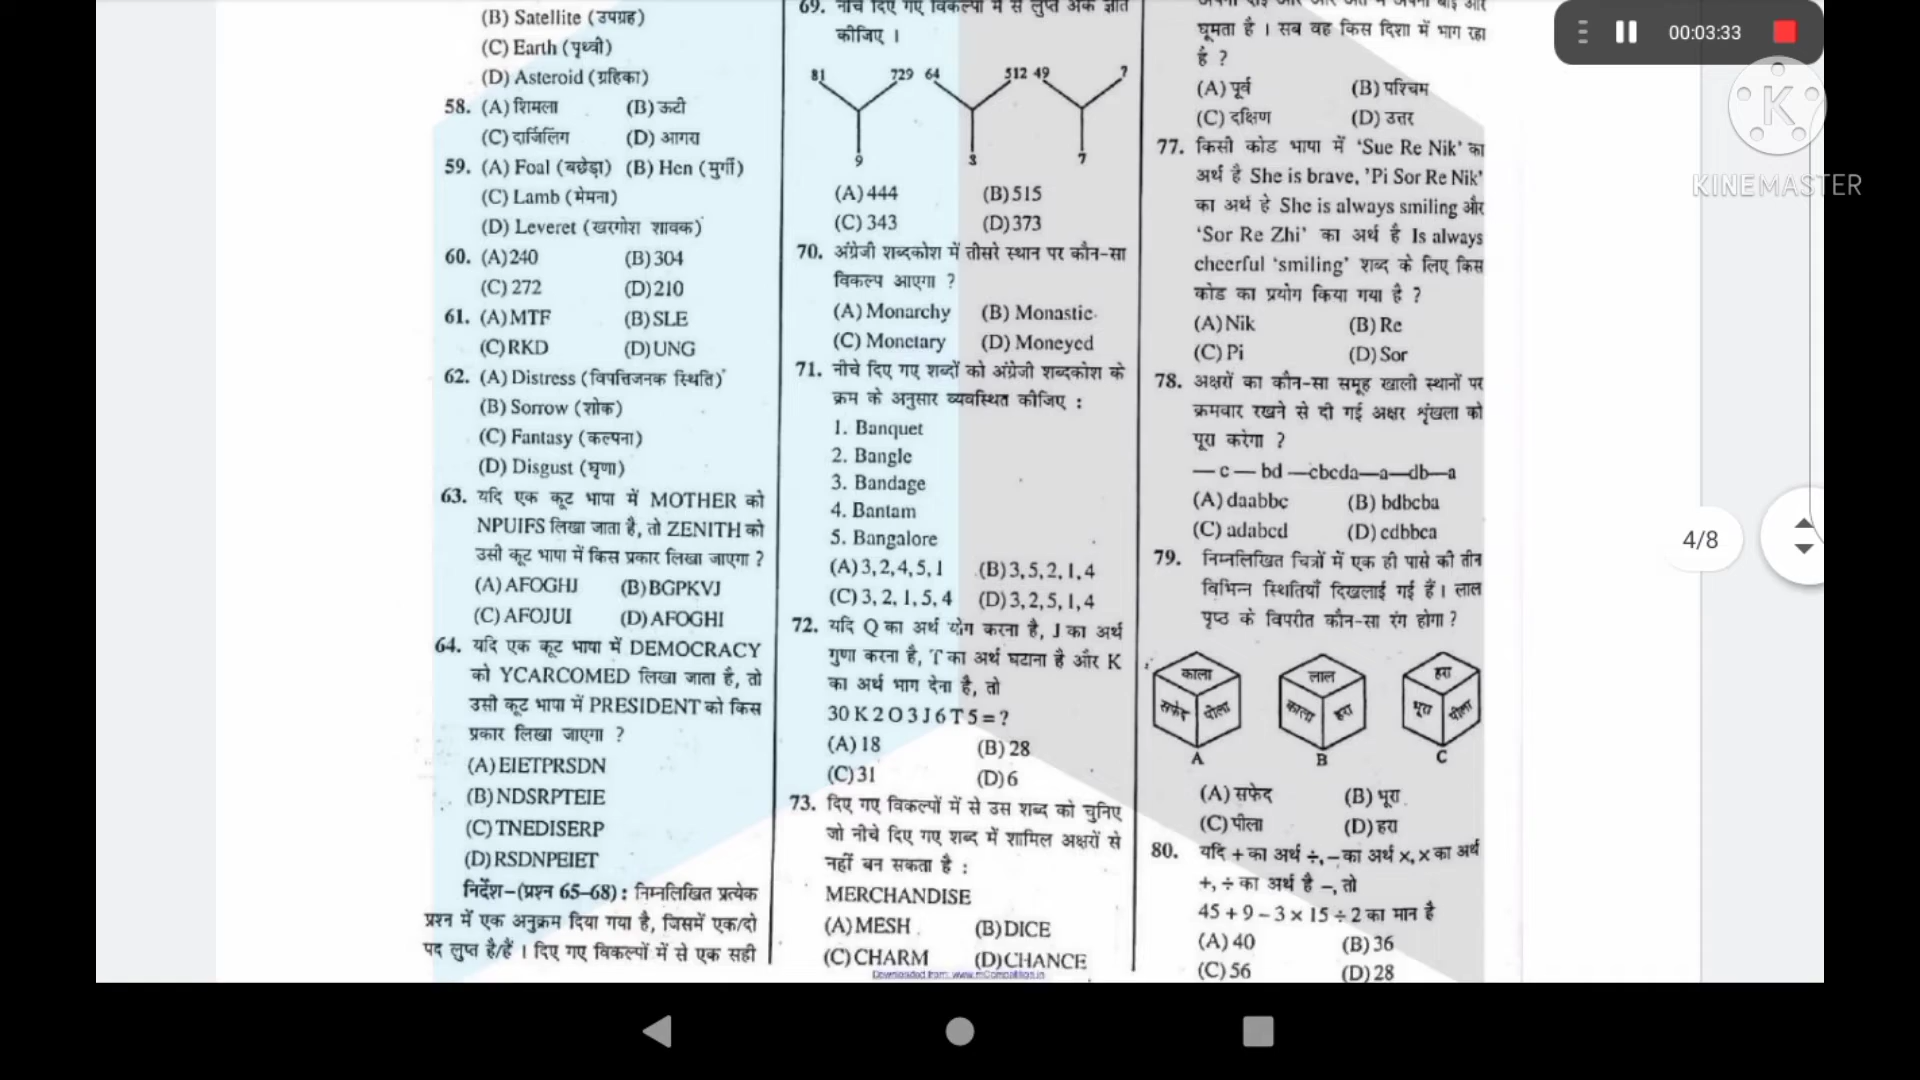 (B) Satellite (उपग्रह)
(C) Earth (पृथ्वी)
(D) Asteroid (ग्रहिका)
58. (A) शिमला (B) ऊटी
(C) दार्जिलिंग (D) आगरा
59. (A) Foal (बछेड़ा) (B) Hen (मुर्गी)
(C) Lamb (मेमना)
(D) Leveret (खरगोश शावक)
60. (A) 240 (B) 304
(C) 272 (D) 210
61. (A) MTF (B) SLE
(C) RKD (D) UNG
62. (A) Distress (विपत्तिजनक स्थिति)
(B) Sorrow (शोक)
(C) Fantasy (कल्पना)
(D) Disgust (घृणा)
63. यदि एक कूट भाषा में MOTHER को
NPUIFS लिखा जाता है, तो ZENITH को
उसी कूट भाषा में किस प्रकार लिखा जाएगा ?
(A) AFOGHJ (B) BGPKVJ
(C) AFOJUI (D) AFOGHI
64. यदि एक कूट भाषा में DEMOCRACY
को YCARCOMED लिखा जाता है, तो
उसी कूट भाषा में PRESIDENT को किस
प्रकार लिखा जाएगा ?
(A) EIETPRSDN
(B) NDSRPTEIE
(C) TNEDISERP
(D) RSDNPEIET
निर्देश-(प्रश्न 65-68) : निम्नलिखित प्रत्येक
प्रश्न में एक अनुक्रम दिया गया है, जिसमें एक/दो
पद लुप्त है/हैं । दिए गए विकल्पों में से एक सही
69. नीचे दिए गए विकल्पों में से लुप्त अंक ज्ञात
कीजिए ।
81 729 64 512 49 ?
9 3 7
(A) 444 (B) 515
(C) 343 (D) 373
70. अंग्रेजी शब्दकोश में तीसरे स्थान पर कौन-सा
विकल्प आएगा ?
(A) Monarchy (B) Monastic
(C) Monetary (D) Moneyed
71. नीचे दिए गए शब्दों को अंग्रेजी शब्दकोश के
क्रम के अनुसार व्यवस्थित कीजिए :
1. Banquet
2. Bangle
3. Bandage
4. Bantam
5. Bangalore
(A) 3, 2, 4, 5, 1 (B) 3, 5, 2, 1, 4
(C) 3, 2, 1, 5, 4 (D) 3, 2, 5, 1, 4
72. यदि Q का अर्थ योग करना है, J का अर्थ
गुणा करना है, T का अर्थ घटाना है और K
का अर्थ भाग देना है, तो
30 K 2 O 3 J 6 T 5 = ?
(A) 18 (B) 28
(C) 31 (D) 6
73. दिए गए विकल्पों में से उस शब्द को चुनिए
जो नीचे दिए गए शब्द में शामिल अक्षरों से
नहीं बन सकता है :
MERCHANDISE
(A) MESH (B) DICE
(C) CHARM (D) CHANCE
Downloaded from: www.mCompetition.in
घूमता है । सब वह किस दिशा में भाग रहा
है ?
(A) पूर्व (B) पश्चिम
(C) दक्षिण (D) उत्तर
77. किसी कोड भाषा में ‘Sue Re Nik’ का
अर्थ है She is brave, ’Pi Sor Re Nik’
का अर्थ हे She is always smiling और
‘Sor Re Zhi’ का अर्थ है Is always
cheerful ‘smiling’ शब्द के लिए किस
कोड का प्रयोग किया गया है ?
(A) Nik (B) Re
(C) Pi (D) Sor
78. अक्षरों का कौन-सा समूह खाली स्थानों पर
क्रमवार रखने से दी गई अक्षर शृंखला को
पूरा करेगा ?
— c — bd —cbcda—a—db—a
(A) daabbc (B) bdbcba
(C) adabcd (D) cdbbca
79. निम्नलिखित चित्रों में एक ही पासे की तीन
विभिन्न स्थितियाँ दिखलाई गई हैं । लाल
पृष्ठ के विपरीत कौन-सा रंग होगा ?
काला लाल हरा
सफेद पीला काला हरा भूरा पीला
A B C
(A) सफेद (B) भूरा
(C) पीला (D) हरा
80. यदि + का अर्थ ÷, – का अर्थ ×, × का अर्थ
+, ÷ का अर्थ है –, तो
45 + 9 – 3 × 15 ÷ 2 का मान है
(A) 40 (B) 36
(C) 56 (D) 28
00:03:33
K
KINEMASTER
4/8